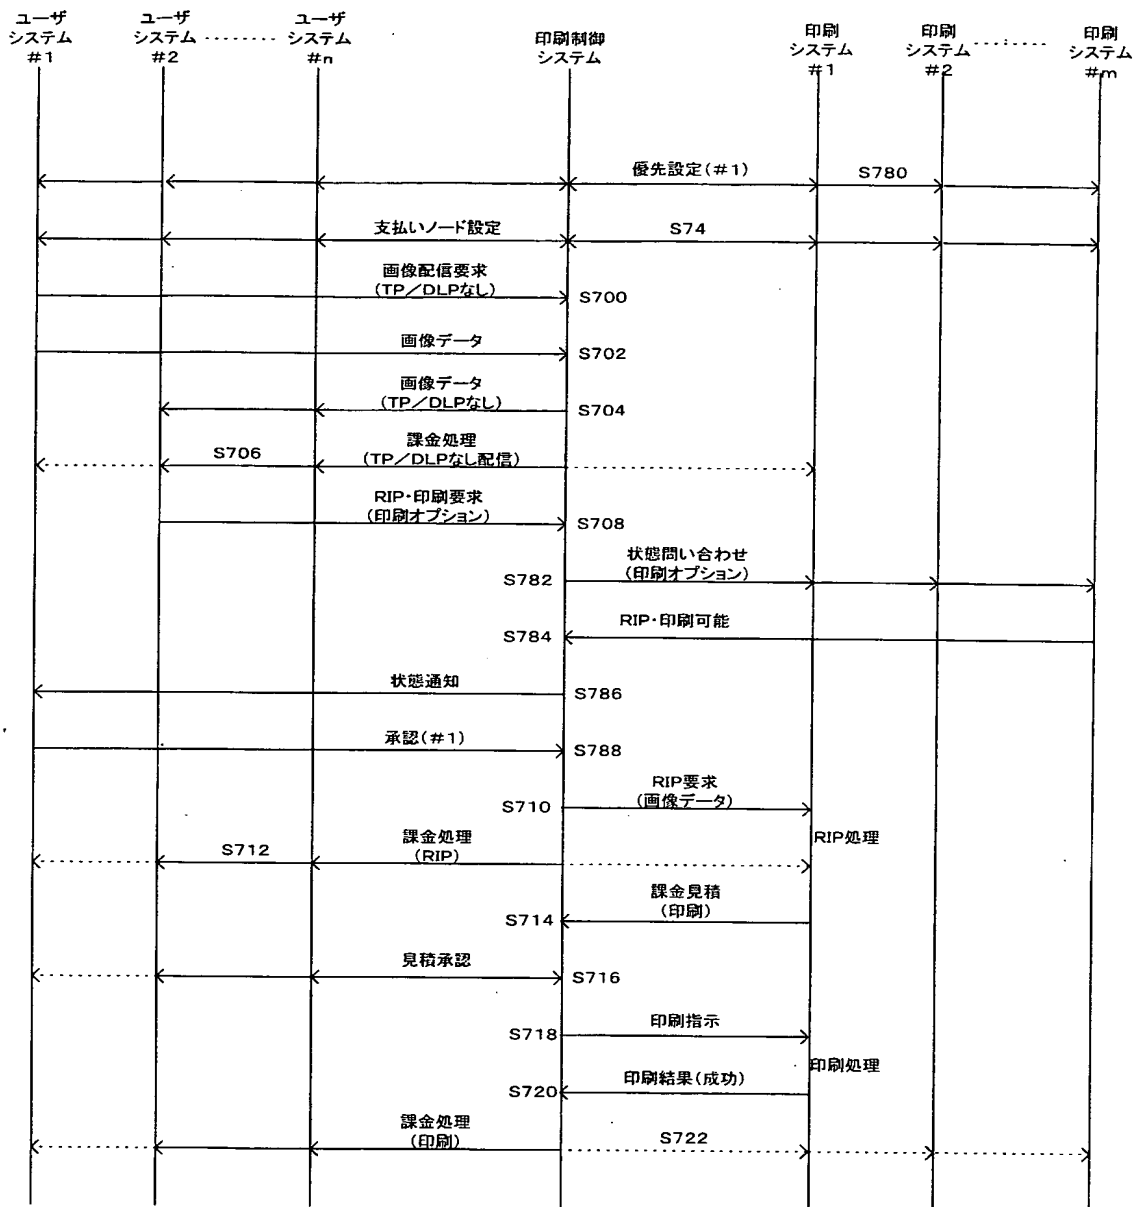 ユーザ
システム
#1
ユーザ
システム
#2
ユーザ
システム
#n
印刷制御
システム
印刷
システム
#1
印刷
システム
#2
印刷
システム
#m
優先設定(#1)
S780
支払いノード設定
S74
画像配信要求
(TP/DLPなし)
S700
画像データ
S702
画像データ
(TP/DLPなし)
S704
S706
課金処理
(TP/DLPなし配信)
RIP・印刷要求
(印刷オプション)
S708
S782
状態問い合わせ
(印刷オプション)
S784
RIP・印刷可能
状態通知
S786
承認(#1)
S788
S710
RIP要求
(画像データ)
RIP処理
S712
課金処理
(RIP)
S714
課金見積
(印刷)
見積承認
S716
S718
印刷指示
印刷処理
S720
印刷結果(成功)
課金処理
(印刷)
S722